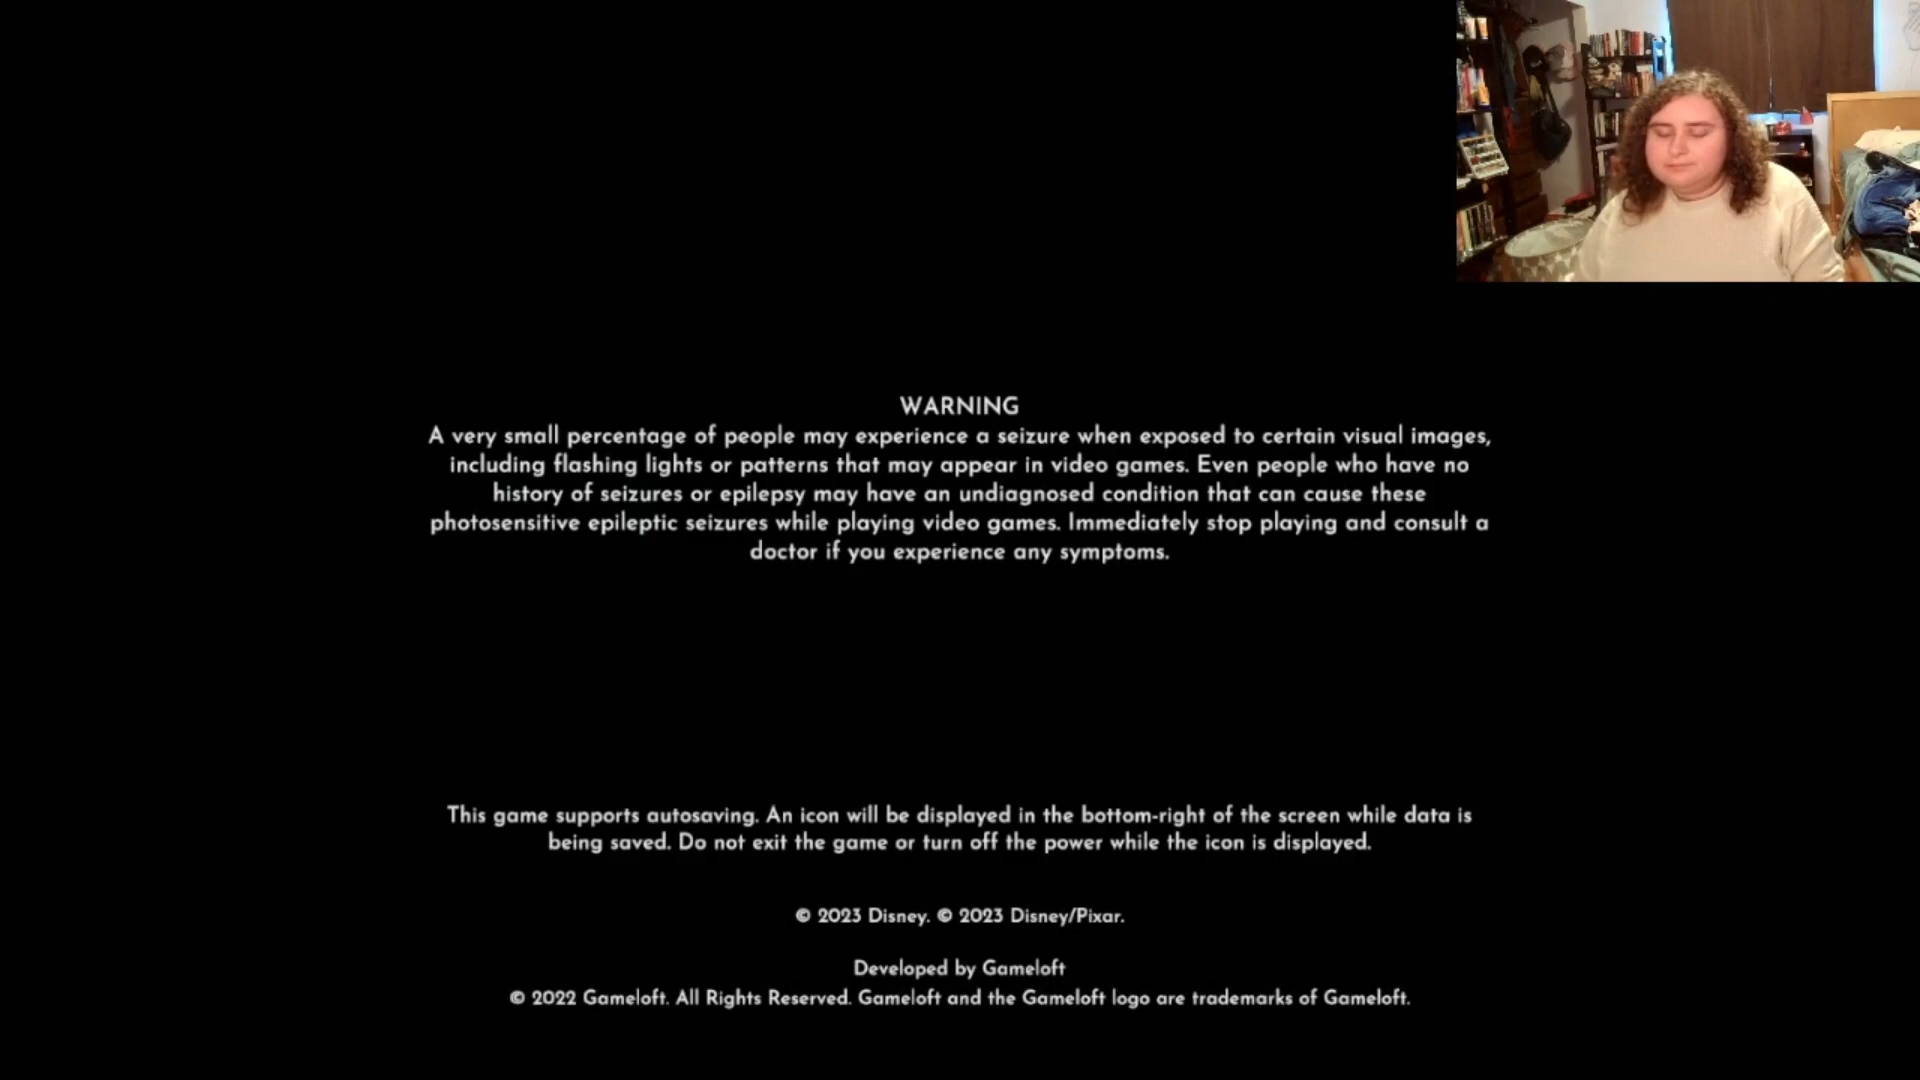 WARNING
A very small percentage of people may experience a seizure when exposed to certain visual images,
including flashing lights or patterns that may appear in video games. Even people who have no
history of seizures or epilepsy may have an undiagnosed condition that can cause these
photosensitive epileptic seizures while playing video games. Immediately stop playing and consult a
doctor if you experience any symptoms.
This game supports autosaving. An icon will be displayed in the bottom-right of the screen while data is
being saved. Do not exit the game or turn off the power while the icon is displayed.
© 2023 Disney. © 2023 Disney/Pixar.
Developed by Gameloft
© 2022 Gameloft. All Rights Reserved. Gameloft and the Gameloft logo are trademarks of Gameloft.